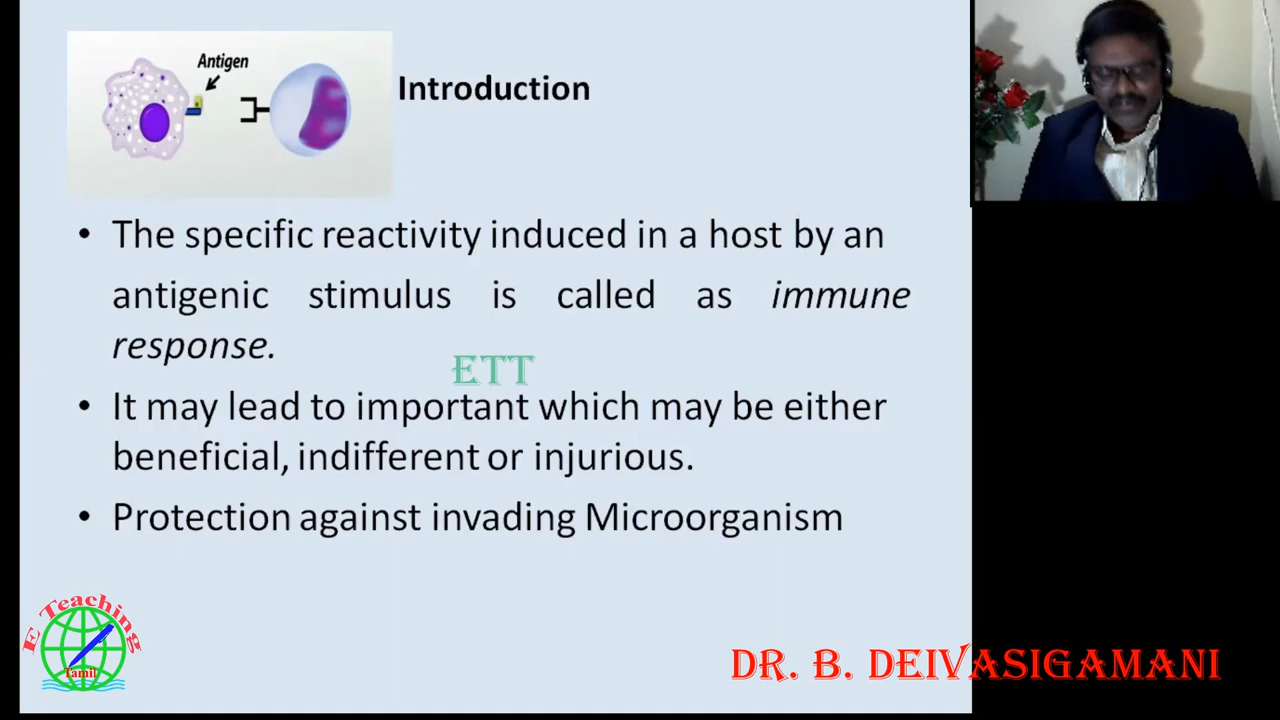 Antigen
Introduction
• The specific reactivity induced in a host by an
antigenic stimulus is called as immune
response.
ETT
• It may lead to important which may be either
beneficial, indifferent or injurious.
• Protection against invading Microorganism
E Teaching
Tamil
DR. B. DEIVASIGAMANI